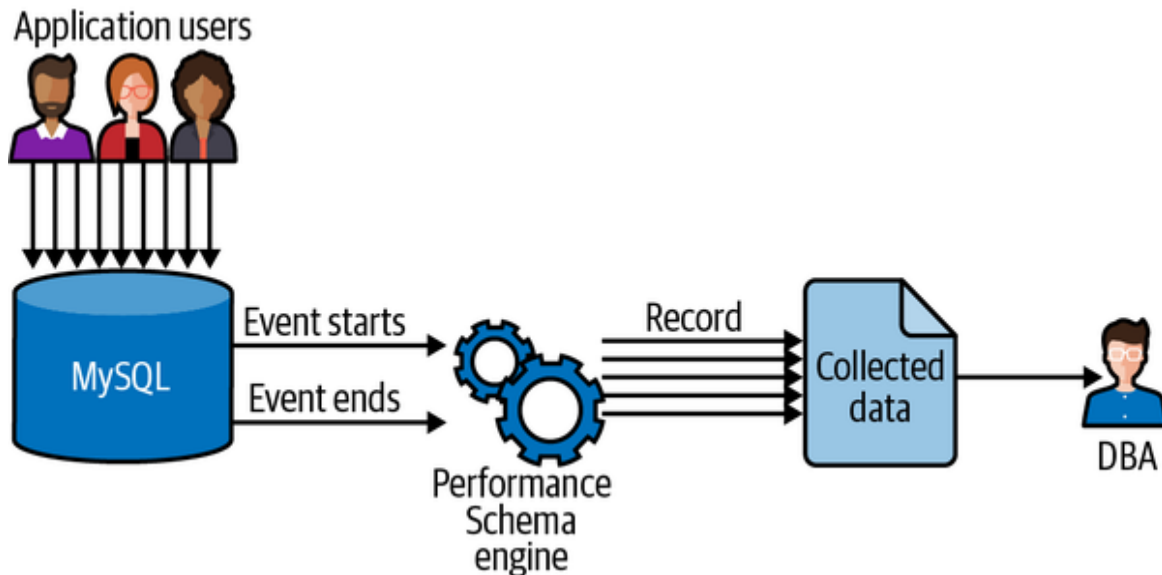 Application users
MySQL
Event starts
Event ends
Performance
Schema
engine
Record
Collected
data
DBA